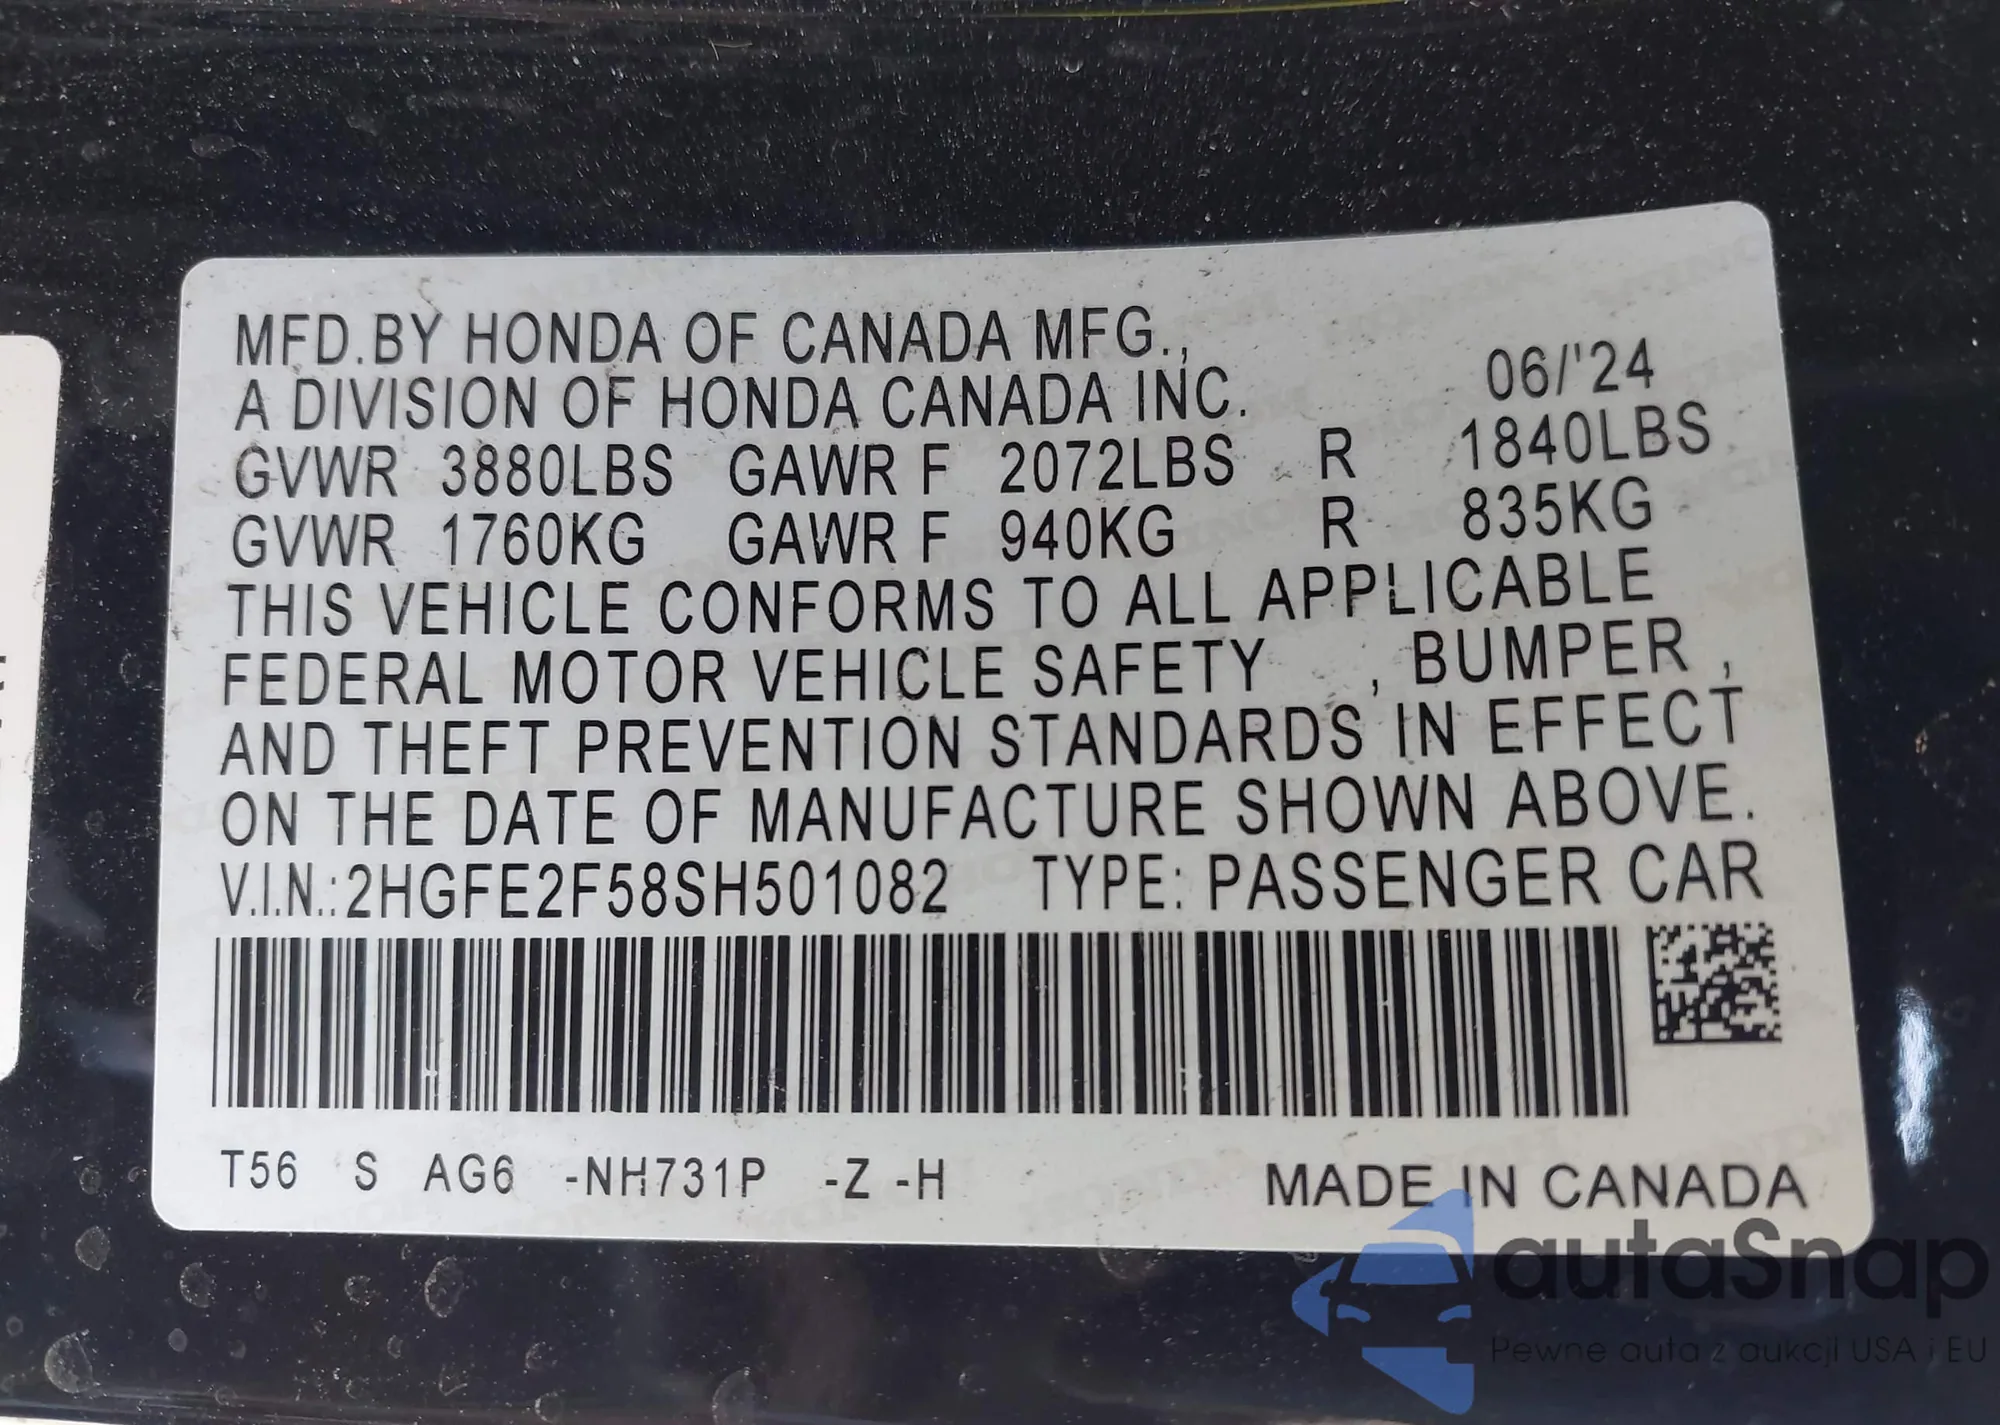 MFD.BY HONDA OF CANADA MFG.,
A DIVISION OF HONDA CANADA INC. 06/'24
GVWR 3880LBS GAWR F 2072LBS R 1840LBS
GVWR 1760KG GAWR F 940KG R 835KG
THIS VEHICLE CONFORMS TO ALL APPLICABLE
FEDERAL MOTOR VEHICLE SAFETY , BUMPER ,
AND THEFT PREVENTION STANDARDS IN EFFECT
ON THE DATE OF MANUFACTURE SHOWN ABOVE.
V.I.N.:2HGFE2F58SH501082 TYPE: PASSENGER CAR
T56 S AG6 -NH731P -Z -H MADE IN CANADA
autaSnap
Pewne auta z aukcji USA i EU